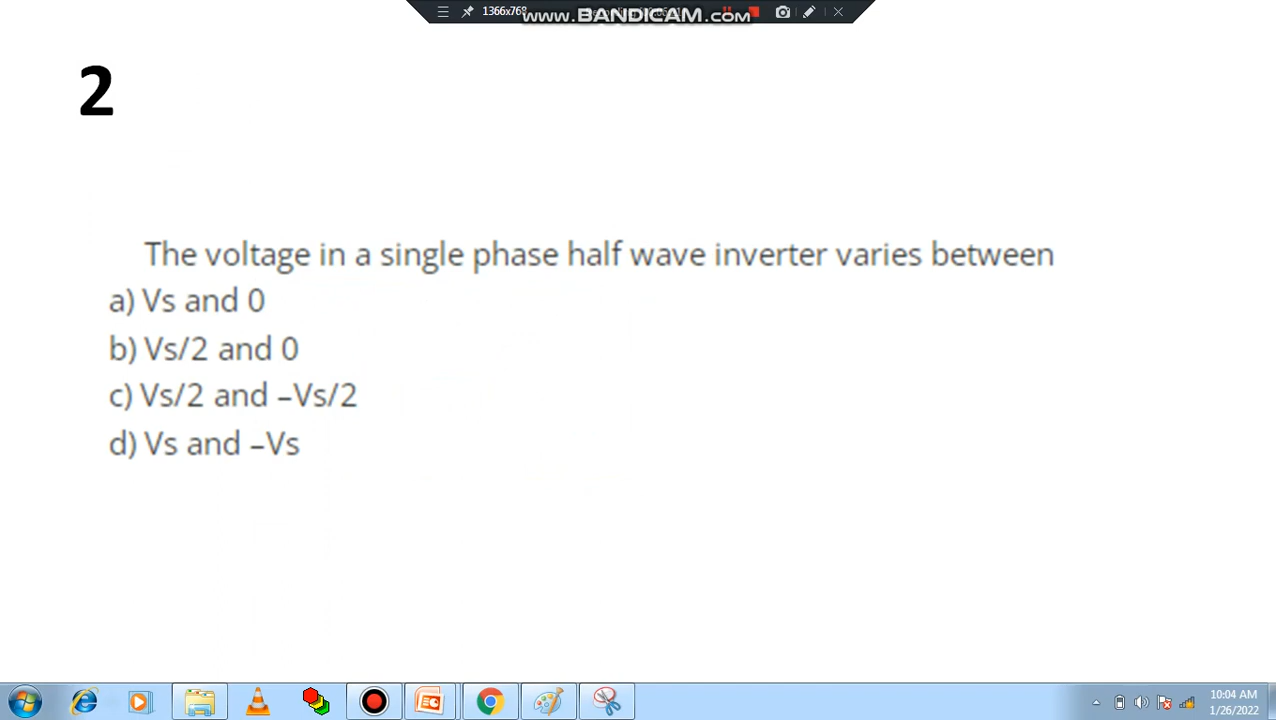 1366x768
www.BANDICAM.com
2
The voltage in a single phase half wave inverter varies between
a) Vs and 0
b) Vs/2 and 0
c) Vs/2 and –Vs/2
d) Vs and –Vs
10:04 AM
1/26/2022